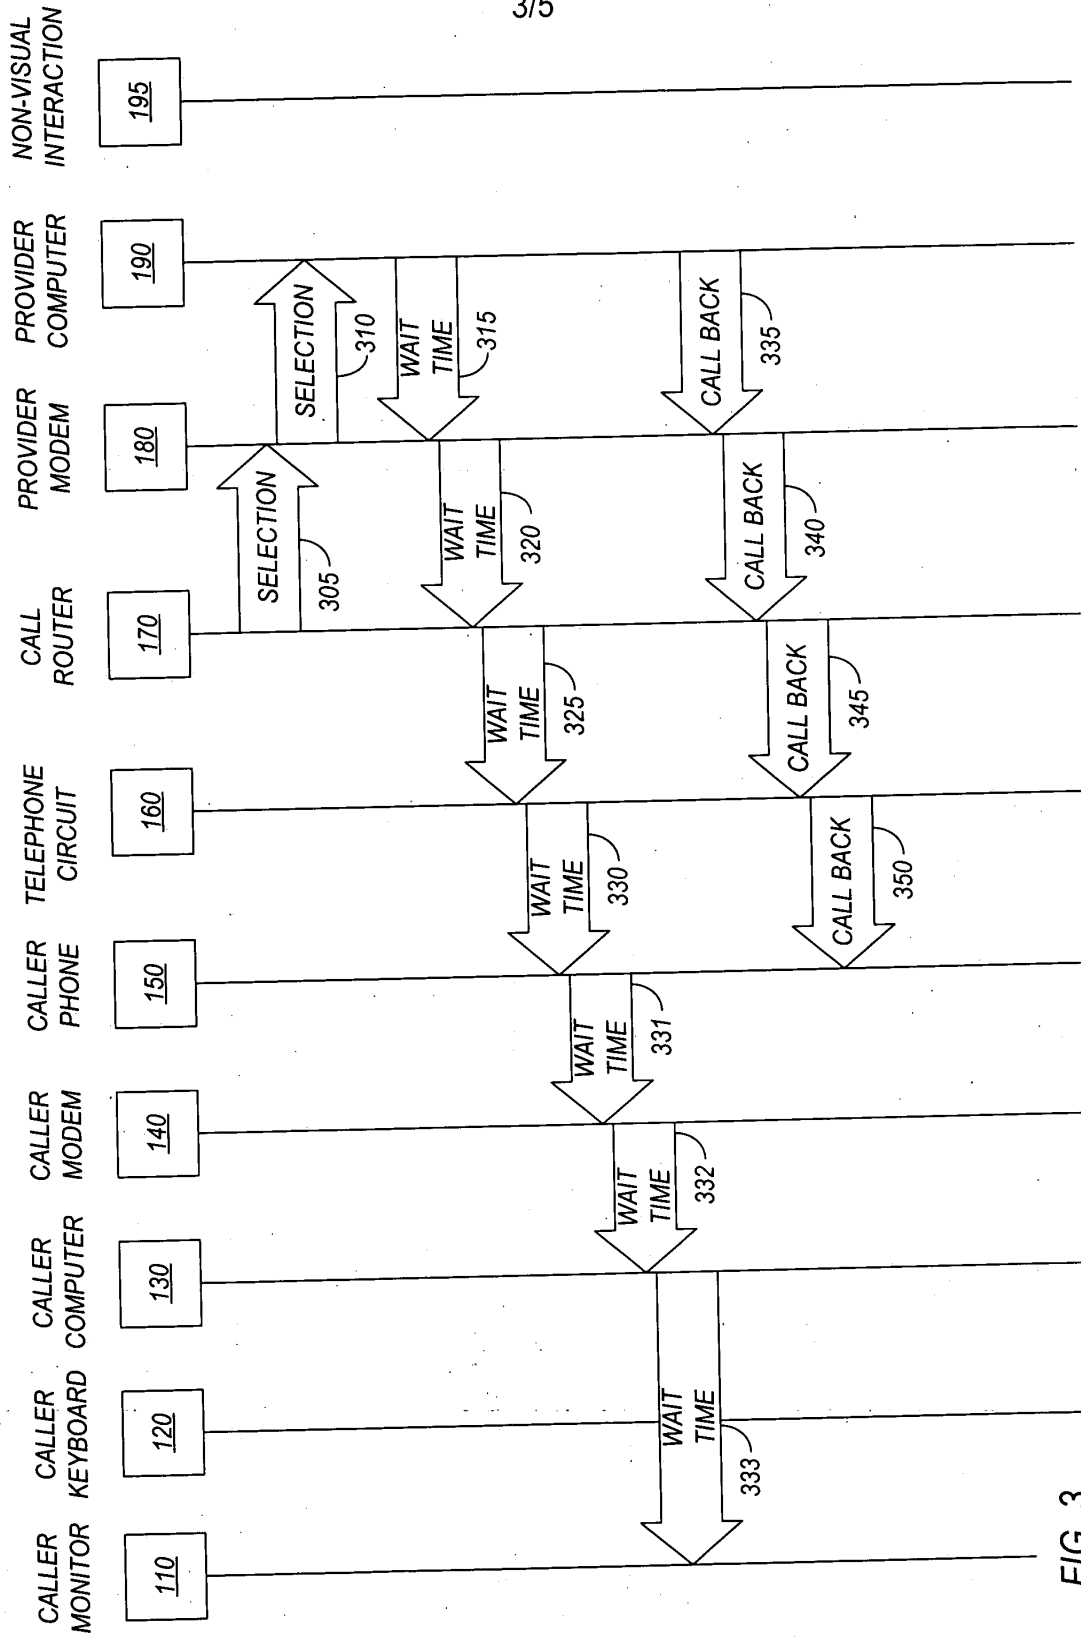 3/5
CALLER
MONITOR
110
CALLER
KEYBOARD
120
CALLER
COMPUTER
130
CALLER
MODEM
140
CALLER
PHONE
150
TELEPHONE
CIRCUIT
160
CALL
ROUTER
170
PROVIDER
MODEM
180
PROVIDER
COMPUTER
190
NON-VISUAL
INTERACTION
195
SELECTION
305
SELECTION
310
WAIT
TIME
315
WAIT
TIME
320
WAIT
TIME
325
WAIT
TIME
330
WAIT
TIME
331
WAIT
TIME
332
WAIT
TIME
333
CALL BACK
335
CALL BACK
340
CALL BACK
345
CALL BACK
350
FIG. 3